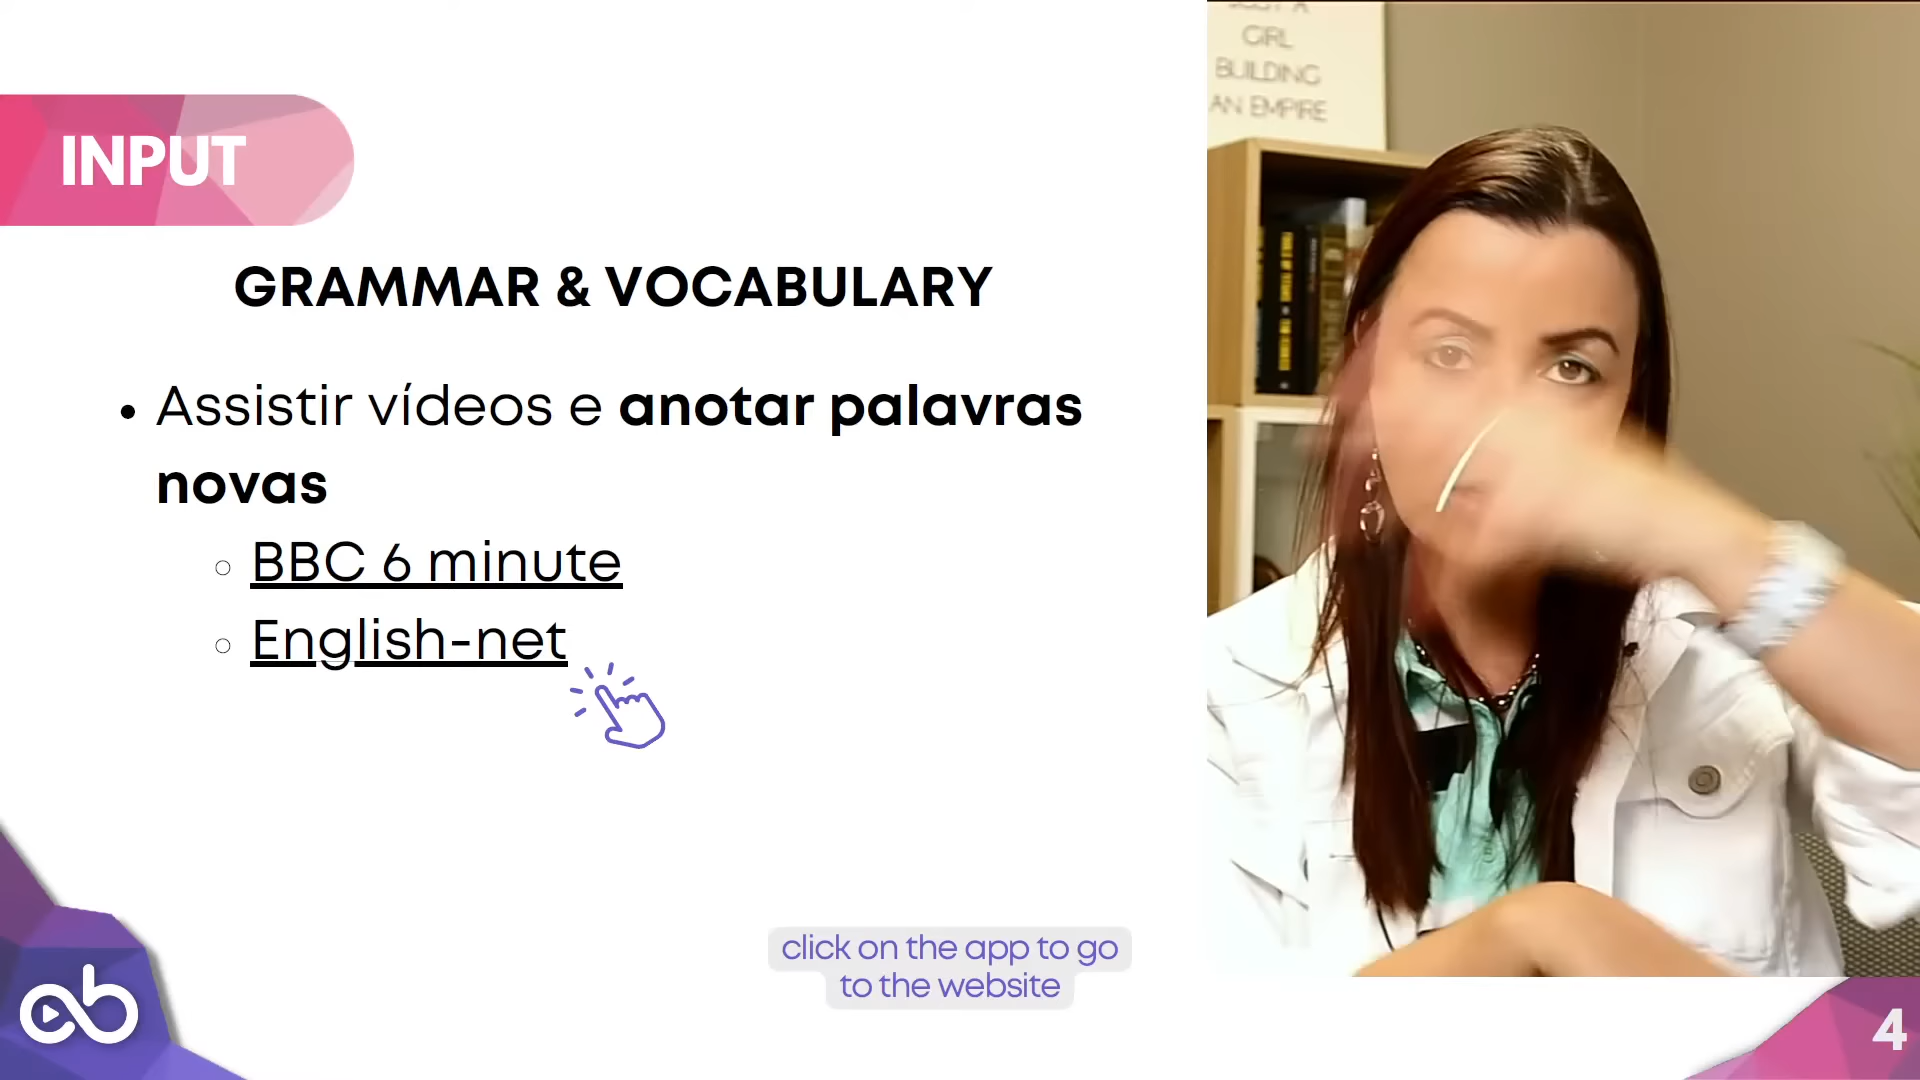 INPUT
GRAMMAR & VOCABULARY
Assistir vídeos e anotar palavras
novas
BBC 6 minute
English-net
click on the app to go
to the website
4
GIRL
BUILDING
AN EMPIRE